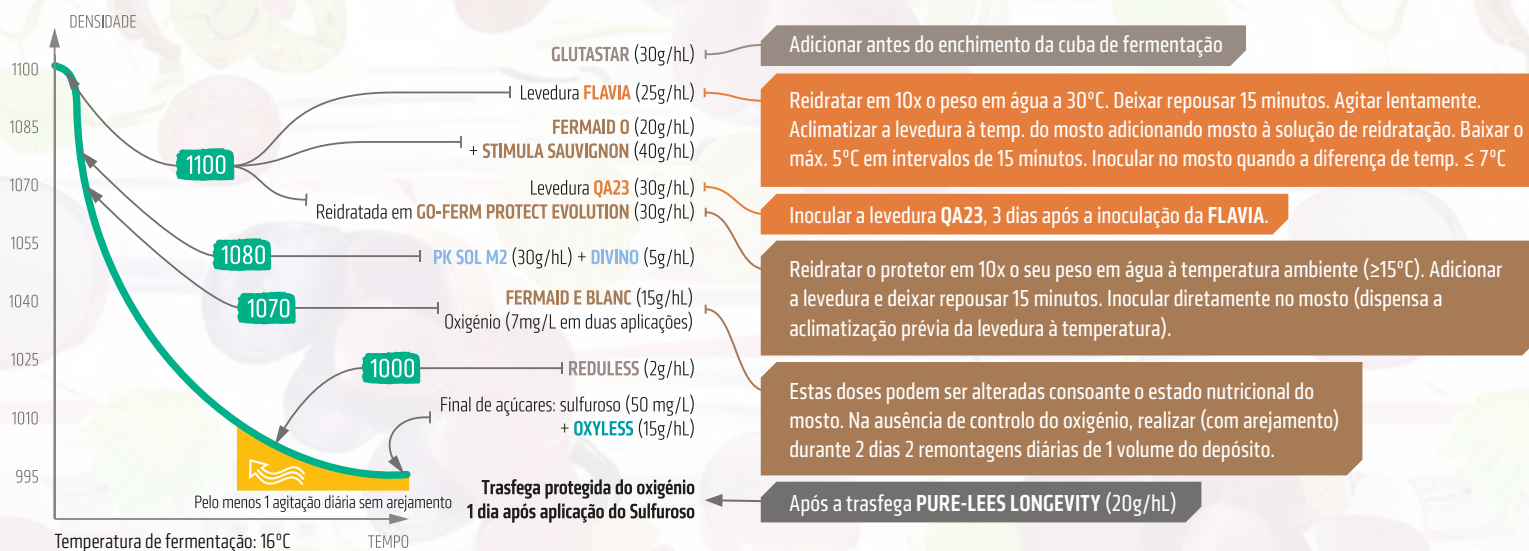 DENSIDADE
1100
1085
1070
1055
1040
1025
1010
995
1100
1080
1070
1000
GLUTASTAR (30g/hL)
Levedura FLAVIA (25g/hL)
FERMAID O (20g/hL)
+ STIMULA SAUVIGNON (40g/hL)
Levedura QA23 (30g/hL)
Reidratada em GO-FERM PROTECT EVOLUTION (30g/hL)
PK SOL M2 (30g/hL) + DIVINO (5g/hL)
FERMAID E BLANC (15g/hL)
Oxigénio (7mg/L em duas aplicações)
REDULESS (2g/hL)
Final de açúcares: sulfuroso (50 mg/L)
+ OXYLESS (15g/hL)
Trasfega protegida do oxigénio
1 dia após aplicação do Sulfuroso
Pelo menos 1 agitação diária sem arejamento
Temperatura de fermentação: 16ºC
TEMPO
Adicionar antes do enchimento da cuba de fermentação
Reidratar em 10x o peso em água a 30ºC. Deixar repousar 15 minutos. Agitar lentamente.
Aclimatizar a levedura à temp. do mosto adicionando mosto à solução de reidratação. Baixar o
máx. 5ºC em intervalos de 15 minutos. Inocular no mosto quando a diferença de temp. ≤ 7ºC
Inocular a levedura QA23, 3 dias após a inoculação da FLAVIA.
Reidratar o protetor em 10x o seu peso em água à temperatura ambiente (≥15ºC). Adicionar
a levedura e deixar repousar 15 minutos. Inocular diretamente no mosto (dispensa a
aclimatização prévia da levedura à temperatura).
Estas doses podem ser alteradas consoante o estado nutricional do
mosto. Na ausência de controlo do oxigénio, realizar (com arejamento)
durante 2 dias 2 remontagens diárias de 1 volume do depósito.
Após a trasfega PURE-LEES LONGEVITY (20g/hL)